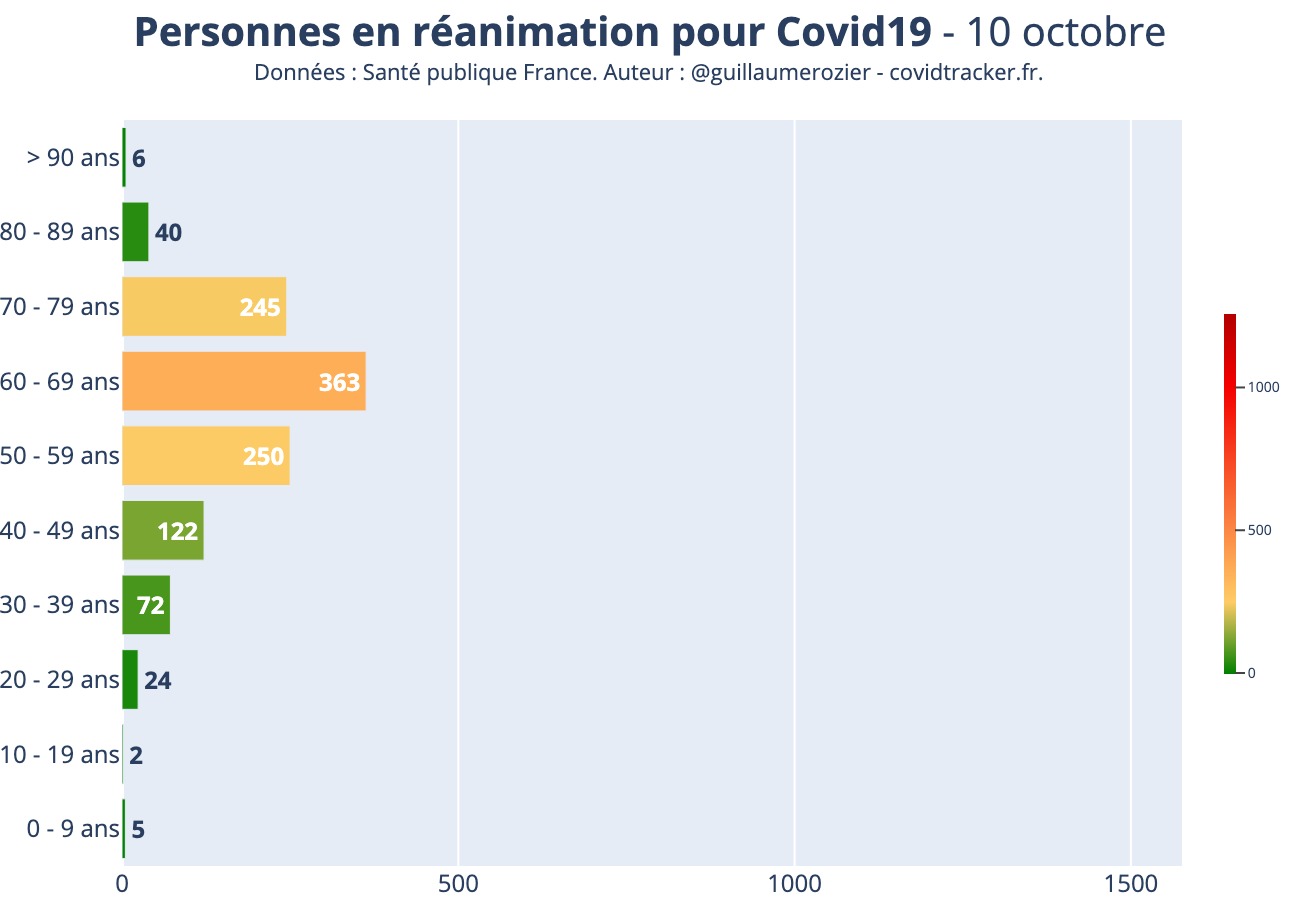 Personnes en réanimation pour Covid19 - 10 octobre
Données : Santé publique France. Auteur : @guillaumerozier - covidtracker.fr.
> 90 ans 6
80 - 89 ans 40
70 - 79 ans 245
60 - 69 ans 363
50 - 59 ans 250
40 - 49 ans 122
30 - 39 ans 72
20 - 29 ans 24
10 - 19 ans 2
0 - 9 ans 5
0 500 1000 1500
1000
500
0